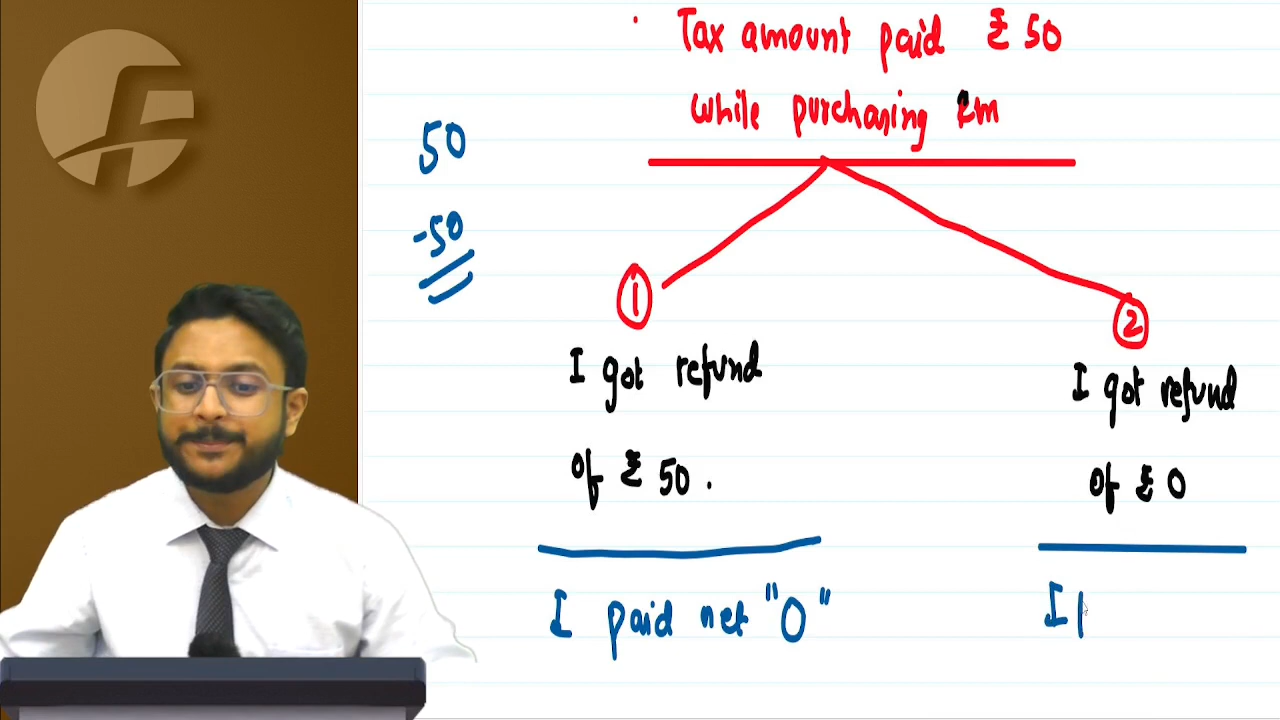 Tax amount paid ₹ 50
while purchasing RM
50
-50
①
I got refund
of ₹ 50.
I paid net "0"
②
I got refund
of ₹ 0
I p